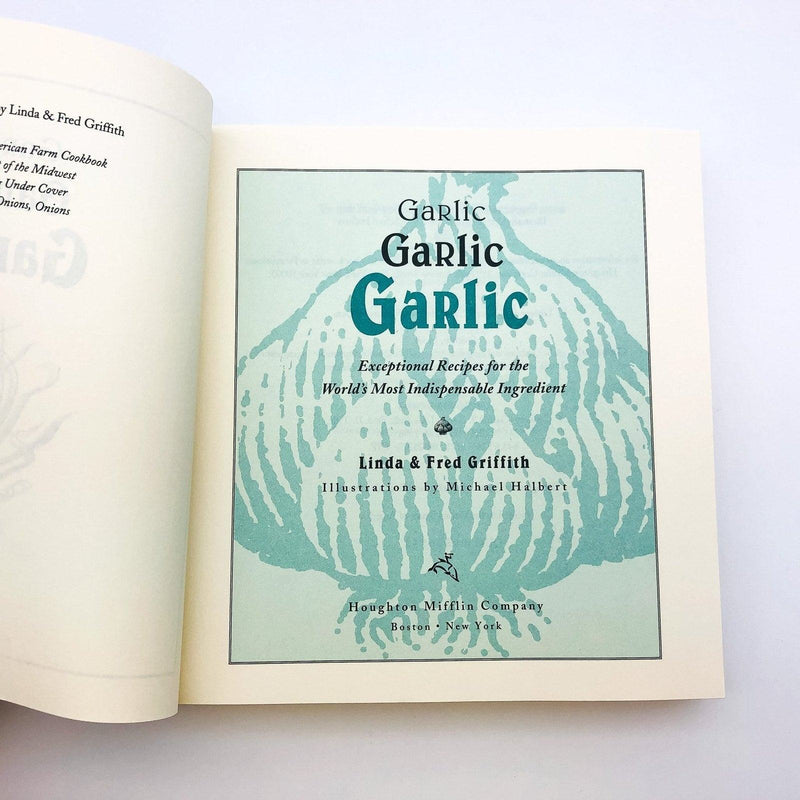 y Linda & Fred Griffith
erican Farm Cookbook
of the Midwest
Under Cover
Onions, Onions
Garlic
Garlic
Garlic
Exceptional Recipes for the
World's Most Indispensable Ingredient
Linda & Fred Griffith
Illustrations by Michael Halbert
Houghton Mifflin Company
Boston • New York